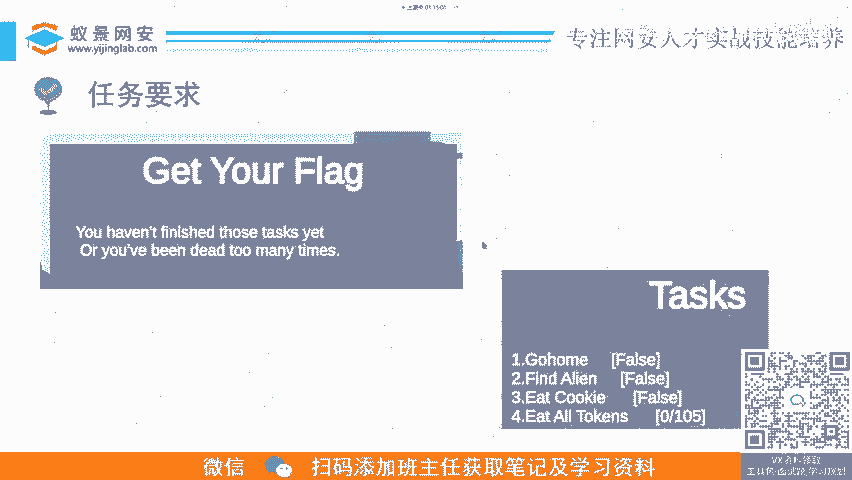 蚁景网安
www.yijinglab.com
专注网安人才实战技能培养
任务要求
Get Your Flag
You haven't finished those tasks yet
Or you've been dead too many times.
Tasks
1.Gohome [False]
2.Find Alien [False]
3.Eat Cookie [False]
4.Eat All Tokens [0/105]
微信 扫码添加班主任获取笔记及学习资料